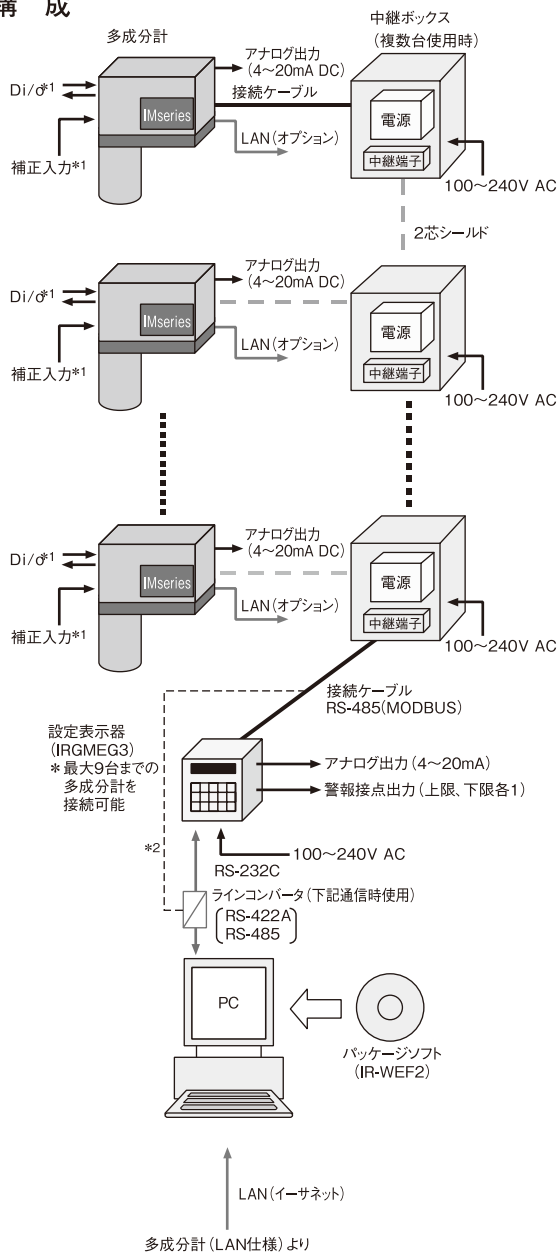 構 成
多成分計
中継ボックス
(複数台使用時)
アナログ出力
(4〜20mA DC)
接続ケーブル
Di/o*1
IMseries
LAN(オプション)
補正入力*1
電源
中継端子
100〜240V AC
2芯シールド
アナログ出力
(4〜20mA DC)
Di/o*1
IMseries
LAN(オプション)
補正入力*1
電源
中継端子
100〜240V AC
アナログ出力
(4〜20mA DC)
Di/o*1
IMseries
LAN(オプション)
補正入力*1
電源
中継端子
100〜240V AC
接続ケーブル
RS-485(MODBUS)
設定表示器
(IRGMEG3)
*最大9台までの
多成分計を
接続可能
アナログ出力(4〜20mA)
警報接点出力(上限、下限各1)
*2
100〜240V AC
RS-232C
ラインコンバータ(下記通信時使用)
RS-422A
RS-485
PC
パッケージソフト
(IR-WEF2)
LAN(イーサネット)
多成分計(LAN仕様)より